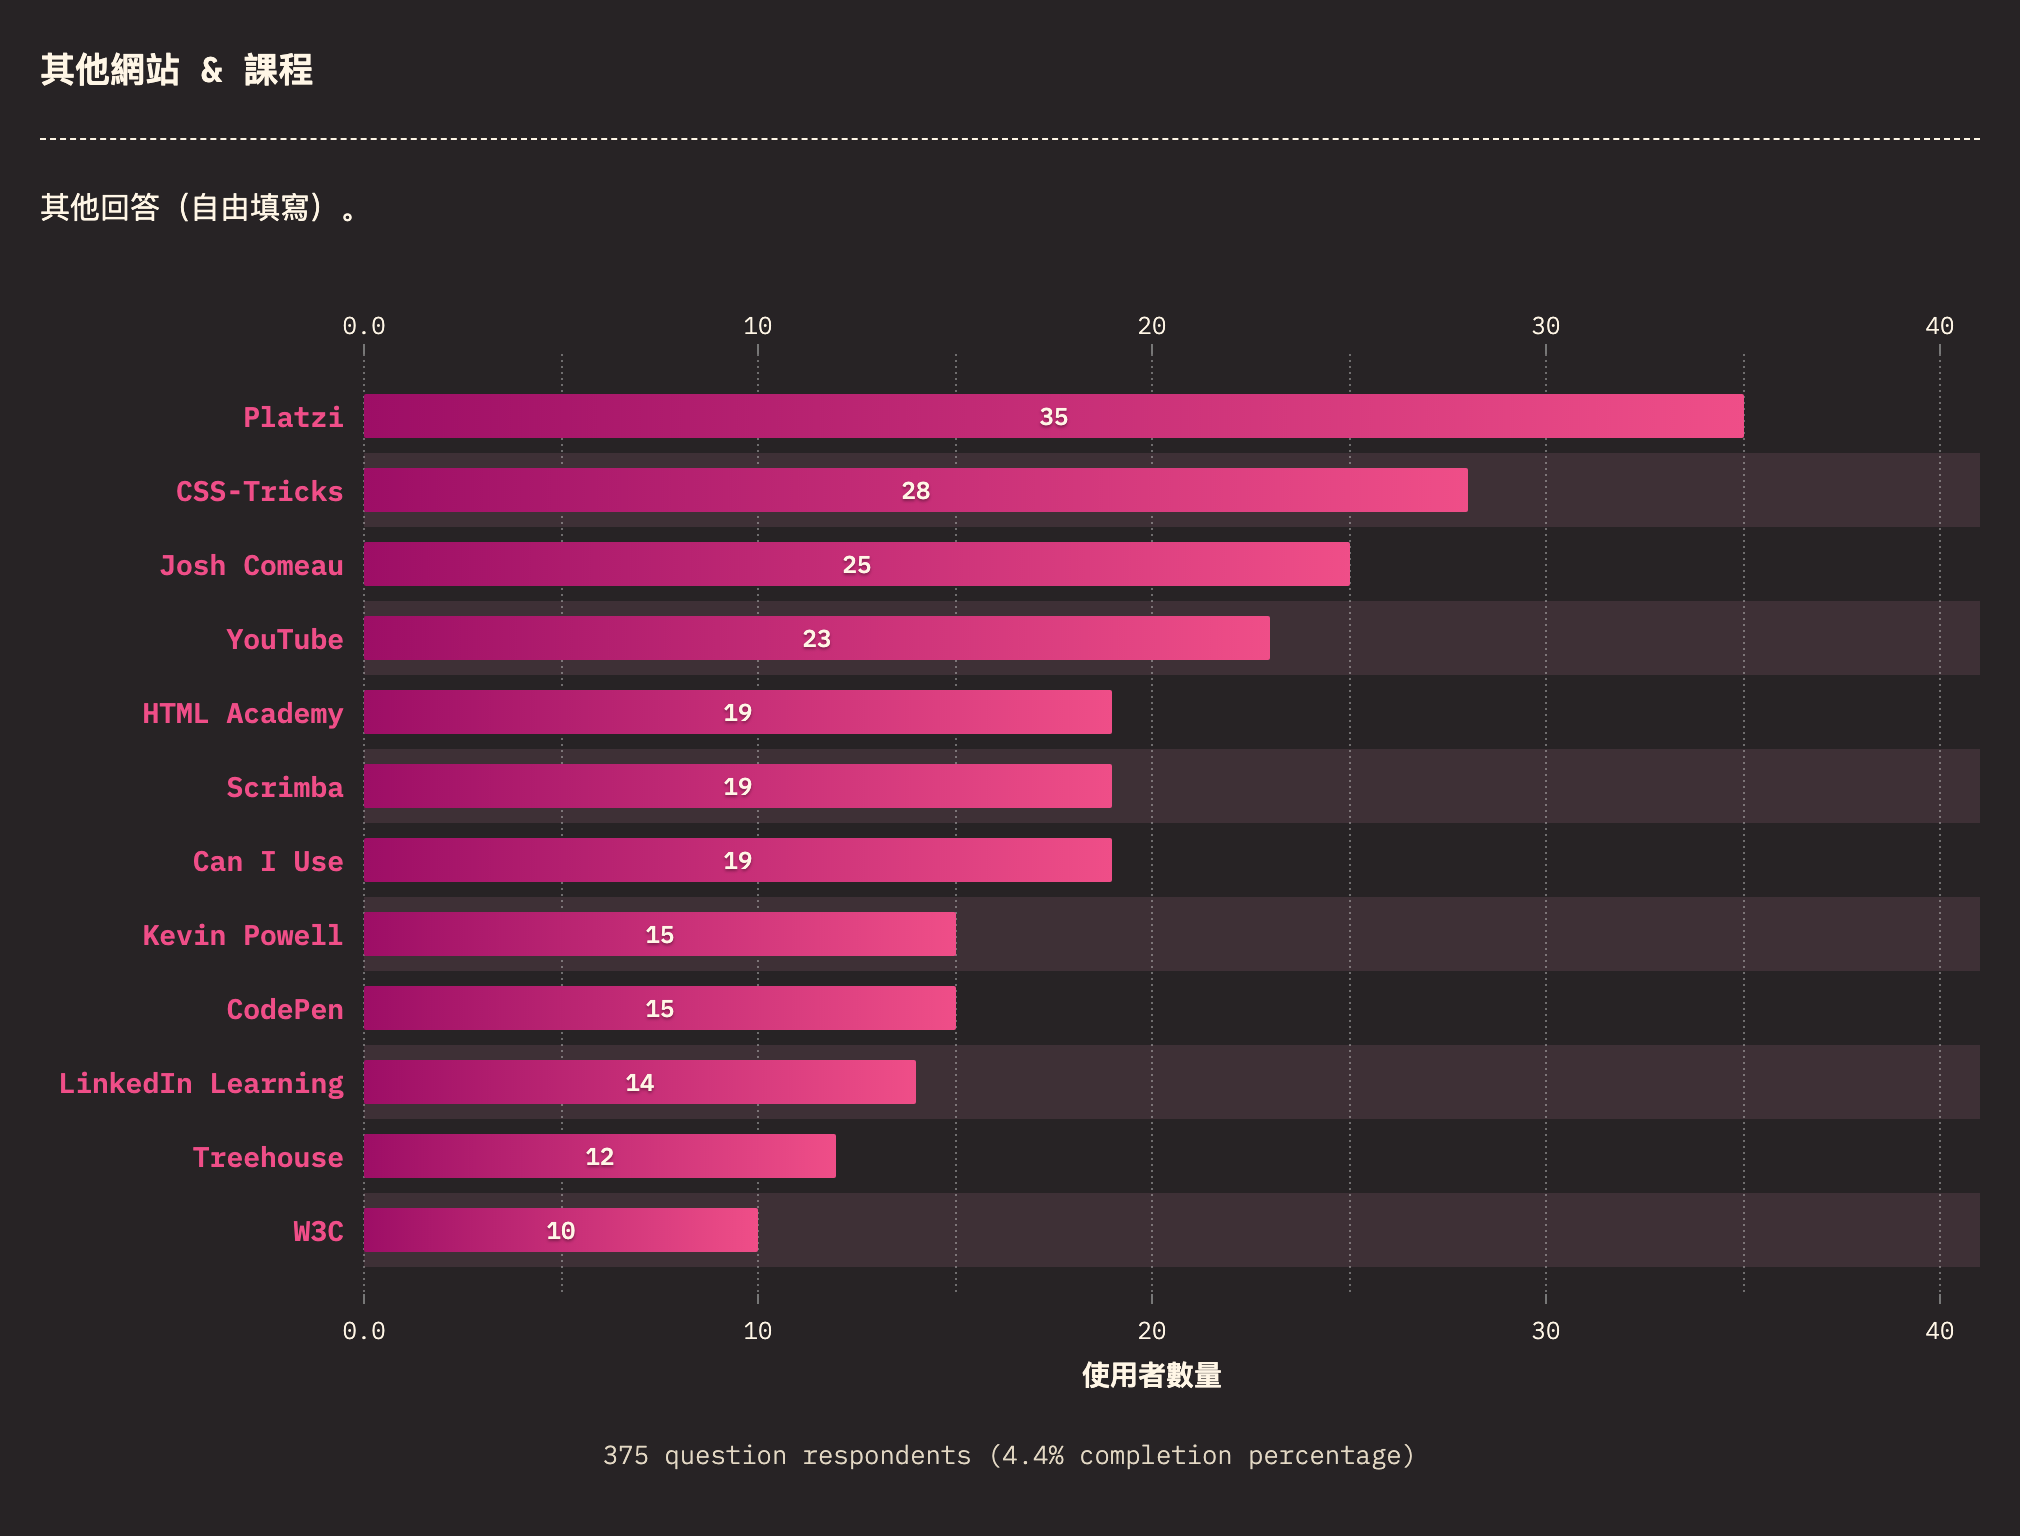 其他網站 & 課程
其他回答（自由填寫）。
0.0 10 20 30 40
Platzi 35
CSS-Tricks 28
Josh Comeau 25
YouTube 23
HTML Academy 19
Scrimba 19
Can I Use 19
Kevin Powell 15
CodePen 15
LinkedIn Learning 14
Treehouse 12
W3C 10
0.0 10 20 30 40
使用者數量
375 question respondents (4.4% completion percentage)